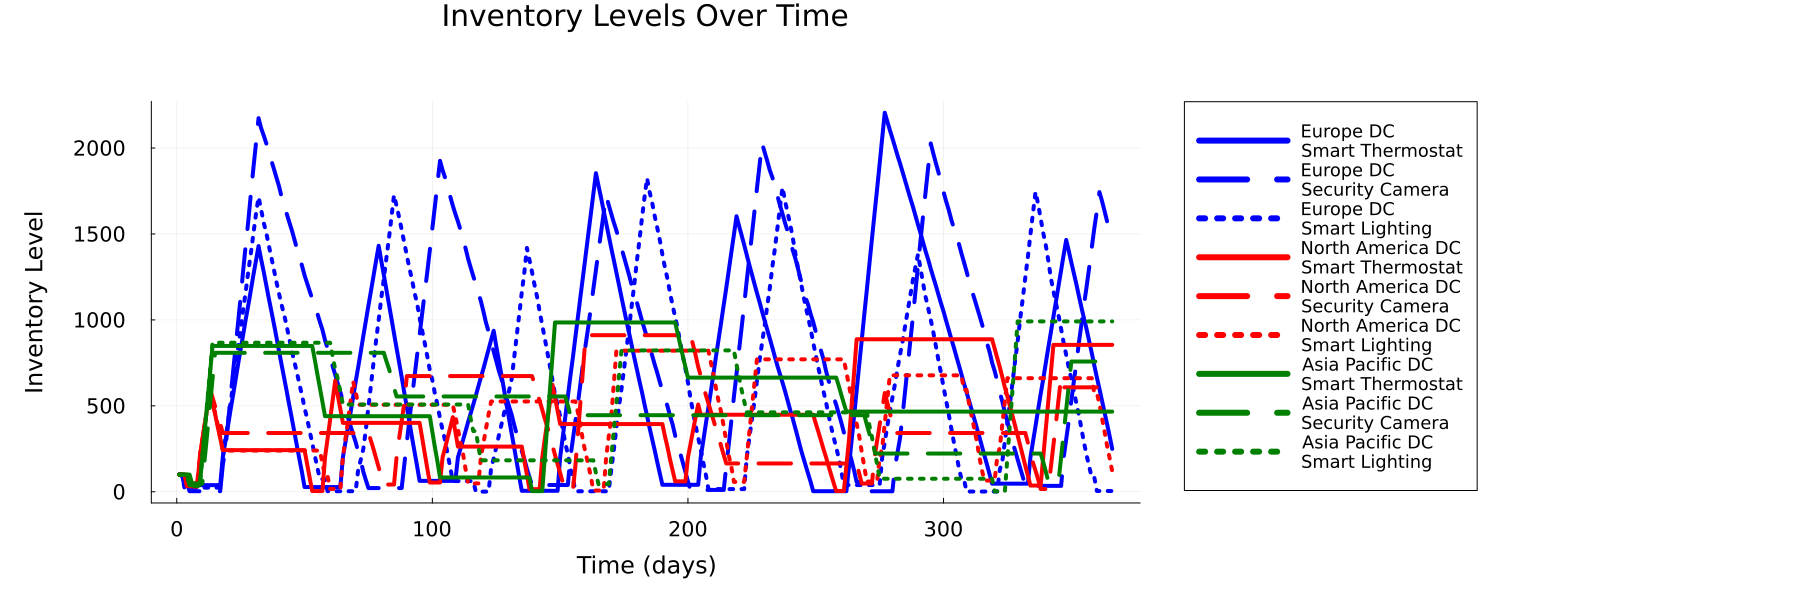 Inventory Levels Over Time
Inventory Level
2000
1500
1000
500
0
0
100
200
300
Time (days)
Europe DC
Smart Thermostat
Europe DC
Security Camera
Europe DC
Smart Lighting
North America DC
Smart Thermostat
North America DC
Security Camera
North America DC
Smart Lighting
Asia Pacific DC
Smart Thermostat
Asia Pacific DC
Security Camera
Asia Pacific DC
Smart Lighting